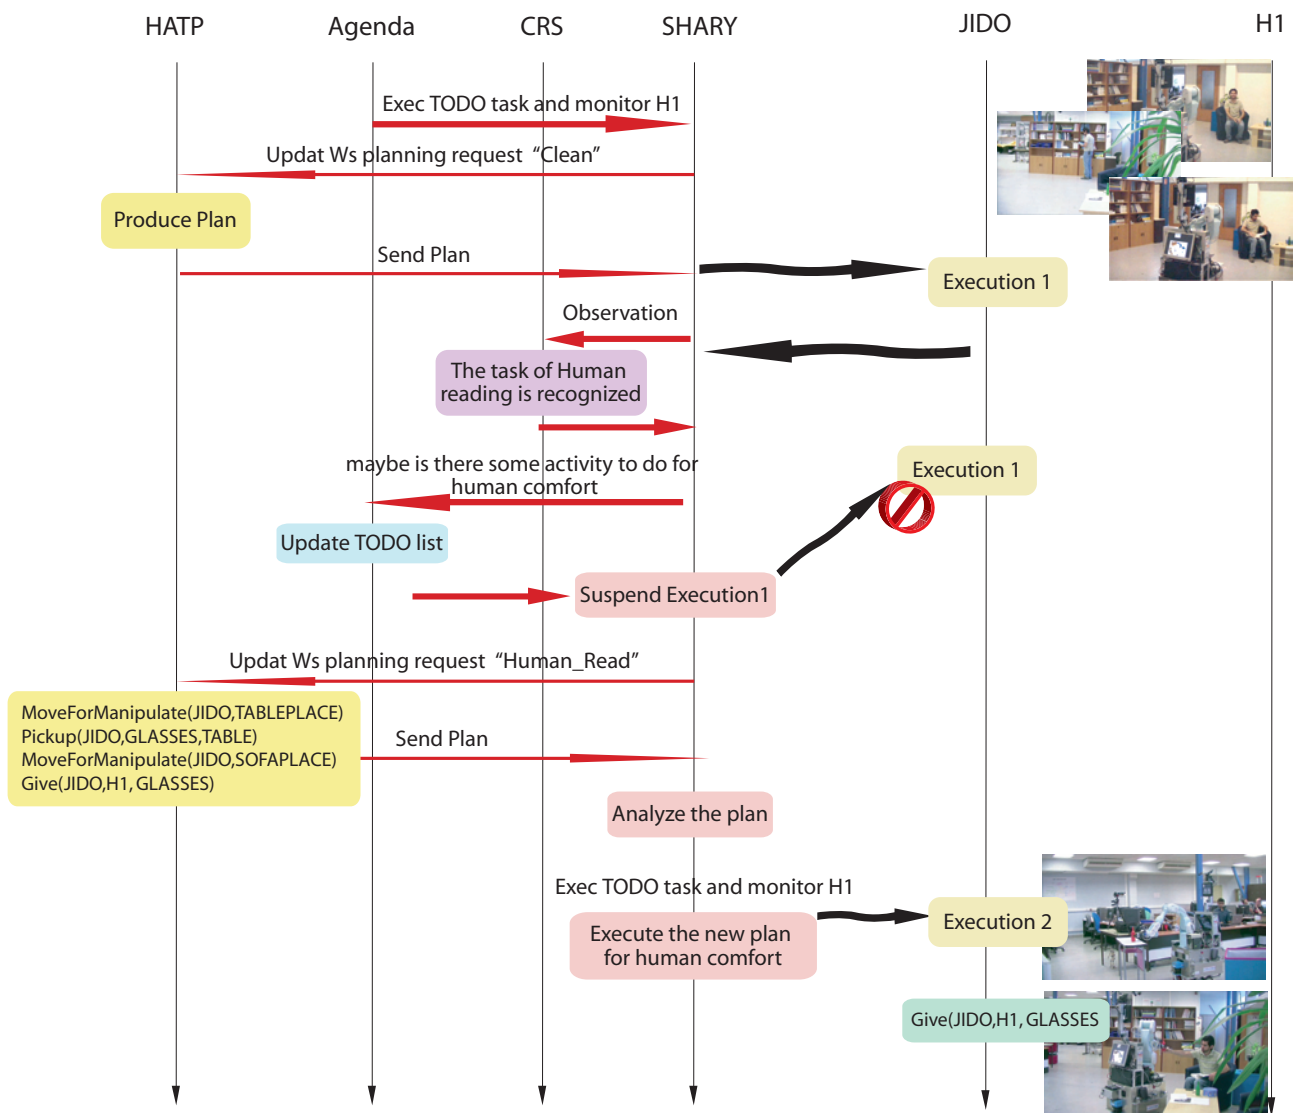 HATP Agenda CRS SHARY JIDO H1
Exec TODO task and monitor H1
Updat Ws planning request “Clean”
Produce Plan
Send Plan
Execution 1
Observation
The task of Human
reading is recognized
maybe is there some activity to do for
human comfort
Execution 1
Update TODO list
Suspend Execution1
Updat Ws planning request “Human_Read”
MoveForManipulate(JIDO,TABLEPLACE)
Pickup(JIDO,GLASSES,TABLE)
MoveForManipulate(JIDO,SOFAPLACE)
Give(JIDO,H1, GLASSES)
Send Plan
Analyze the plan
Exec TODO task and monitor H1
Execution 2
Execute the new plan
for human comfort
Give(JIDO,H1, GLASSES